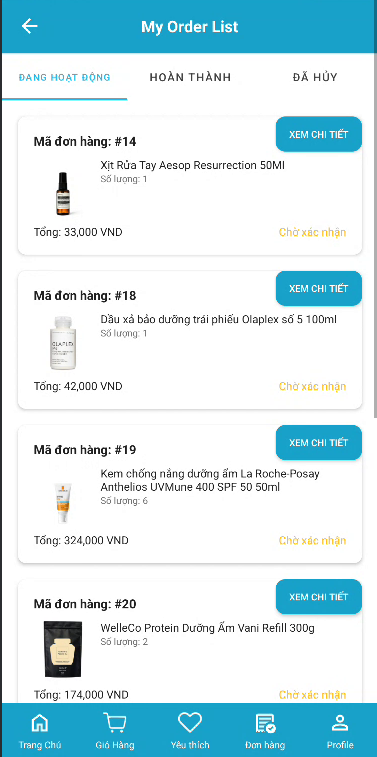 My Order List
ĐANG HOẠT ĐỘNG
HOÀN THÀNH
ĐÃ HỦY
Mã đơn hàng: #14
XEM CHI TIẾT
Xịt Rửa Tay Aesop Resurrection 50Ml
Số lượng: 1
Tổng: 33,000 VND
Chờ xác nhận
Mã đơn hàng: #18
XEM CHI TIẾT
Dầu xả bảo dưỡng trái phiếu Olaplex số 5 100ml
Số lượng: 1
OLAPLEX
Tổng: 42,000 VND
Chờ xác nhận
Mã đơn hàng: #19
XEM CHI TIẾT
Kem chống nắng dưỡng ẩm La Roche-Posay
Anthelios UVMune 400 SPF 50 50ml
Số lượng: 6
Tổng: 324,000 VND
Chờ xác nhận
Mã đơn hàng: #20
XEM CHI TIẾT
WelleCo Protein Dưỡng Ẩm Vani Refill 300g
Số lượng: 2
Tổng: 174,000 VND
Chờ xác nhận
Trang Chủ
Giỏ Hàng
Yêu thích
Đơn hàng
Profile